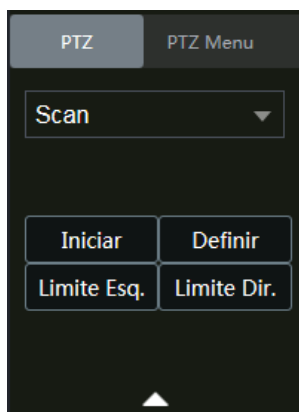 PTZ PTZ Menu
Scan
Iniciar Definir
Limite Esq. Limite Dir.